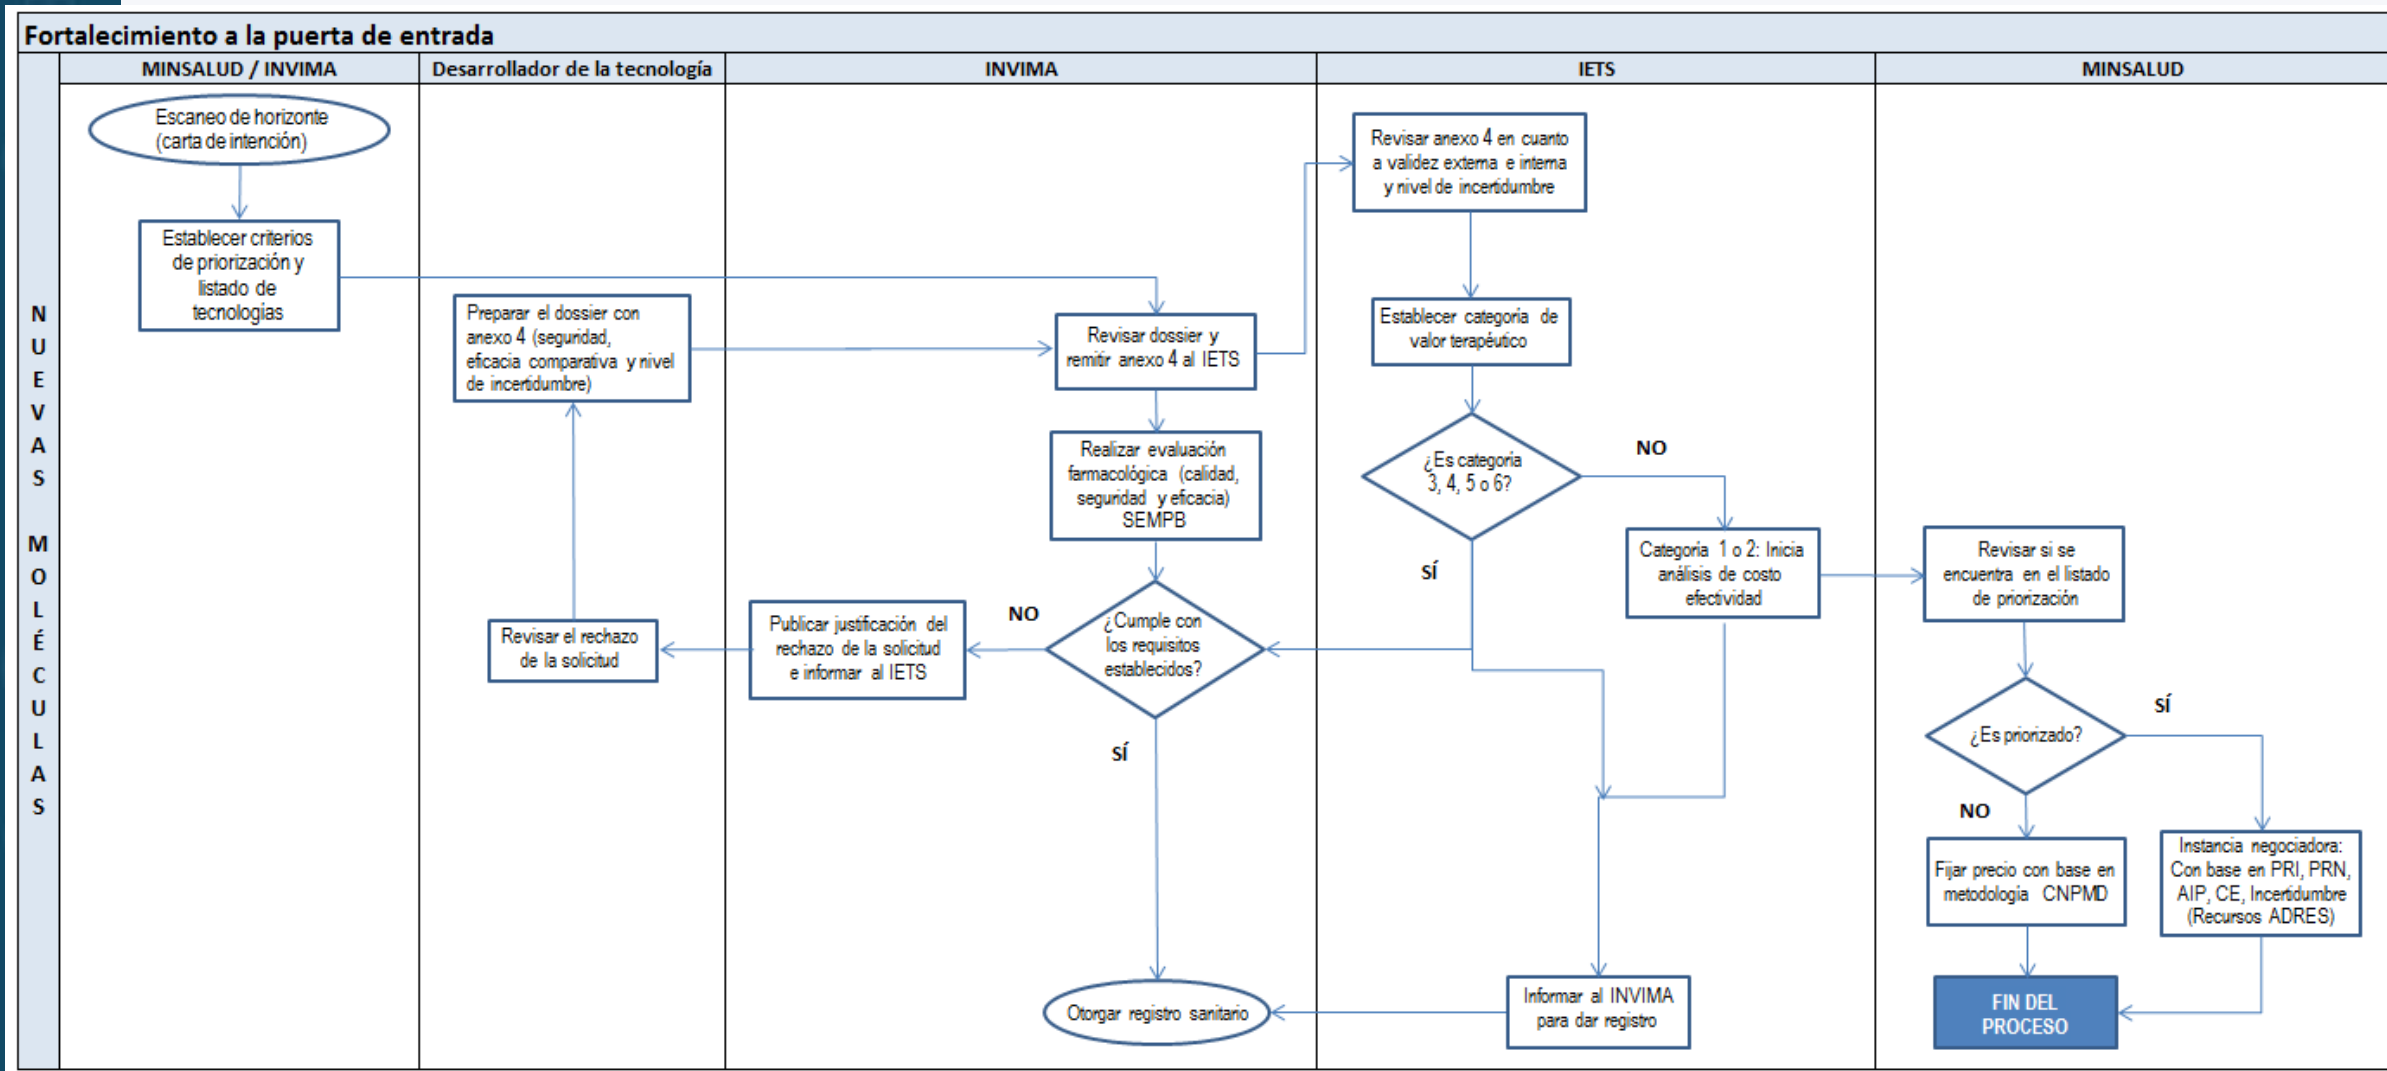 Fortalecimiento a la puerta de entrada
MINSALUD / INVIMA
Desarrollador de la tecnología
INVIMA
IETS
MINSALUD
NUEVAS MOLÉCULAS
Escaneo de horizonte
(carta de intención)
Establecer criterios
de priorización y
listado de
tecnologías
Preparar el dossier con
anexo 4 (seguridad,
eficacia comparativa y nivel
de incertidumbre)
Revisar el rechazo
de la solicitud
Revisar dossier y
remitir anexo 4 al IETS
Realizar evaluación
farmacológica (calidad,
seguridad y eficacia)
SEMPB
¿Cumple con
los requisitos
establecidos?
NO
SÍ
Publicar justificación del
rechazo de la solicitud
e informar al IETS
Otorgar registro sanitario
Revisar anexo 4 en cuanto
a validez externa e interna
y nivel de incertidumbre
Establecer categoría de
valor terapéutico
¿Es categoría
3, 4, 5 o 6?
NO
SÍ
Categoría 1 o 2: Inicia
análisis de costo
efectividad
Informar al INVIMA
para dar registro
Revisar si se
encuentra en el listado
de priorización
¿Es priorizado?
SÍ
NO
Fijar precio con base en
metodología CNPMD
Instancia negociadora:
Con base en PRI, PRN,
AIP, CE, Incertidumbre
(Recursos ADRES)
FIN DEL
PROCESO